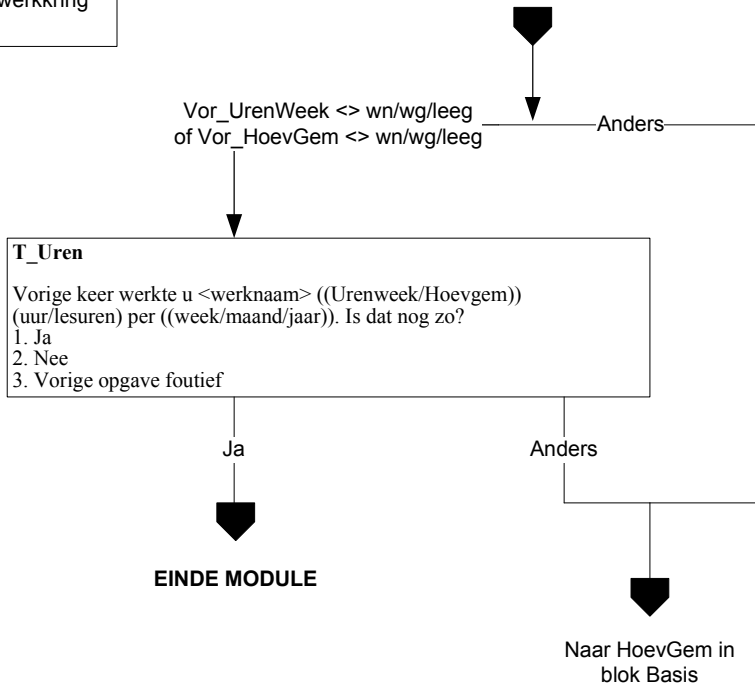 werkkring
Vor_UrenWeek <> wn/wg/leeg
of Vor_HoevGem <> wn/wg/leeg
Anders
T_Uren
Vorige keer werkte u <werknaam> ((Urenweek/Hoevgem))
(uur/lesuren) per ((week/maand/jaar)). Is dat nog zo?
1. Ja
2. Nee
3. Vorige opgave foutief
Ja
Anders
EINDE MODULE
Naar HoevGem in
blok Basis